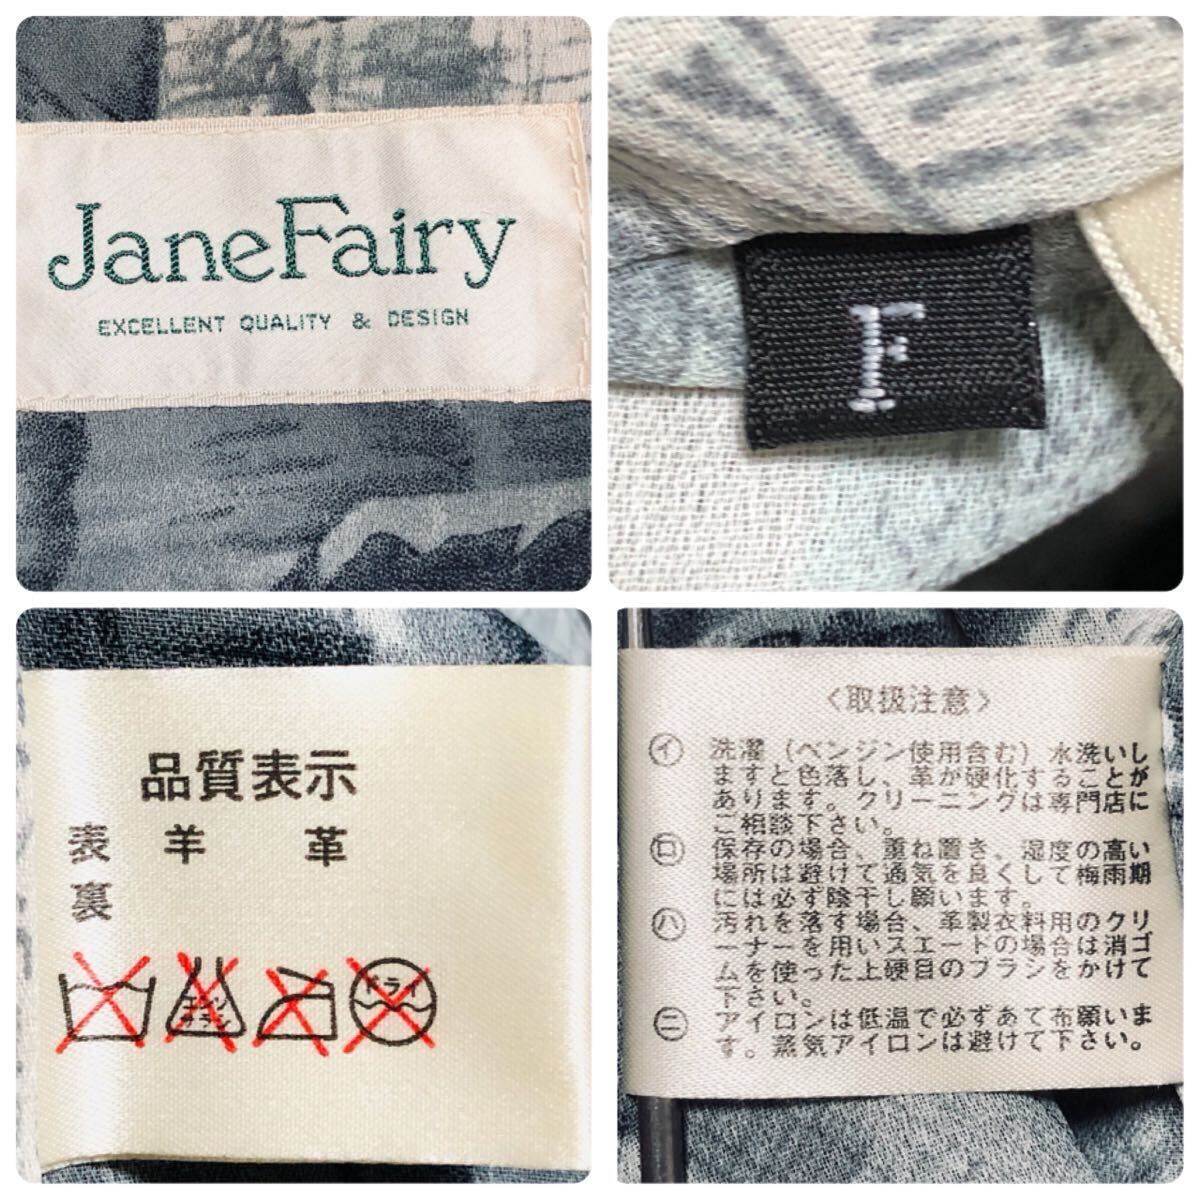 JaneFairy
EXCELLENT QUALITY & DESIGN
F
品質表示
表 羊 革
裏
エンソ
サラシ
ドライ
〈取扱注意〉
㋑ 洗濯（ベンジン使用含む）水洗いし
ますと色落し、革が硬化することが
あります。クリーニングは専門店に
ご相談下さい。
㋺ 保存の場合、重ね置き、湿度の高い
場所は避けて通気を良くして梅雨期
には必ず陰干し願います。
㋩ 汚れを落す場合、革製衣料用のクリ
ーナーを用いスエードの場合は消ゴ
ムを使った上硬目のブラシをかけて
下さい。
㋥ アイロンは低温で必ずあて布願いま
す。蒸気アイロンは避けて下さい。